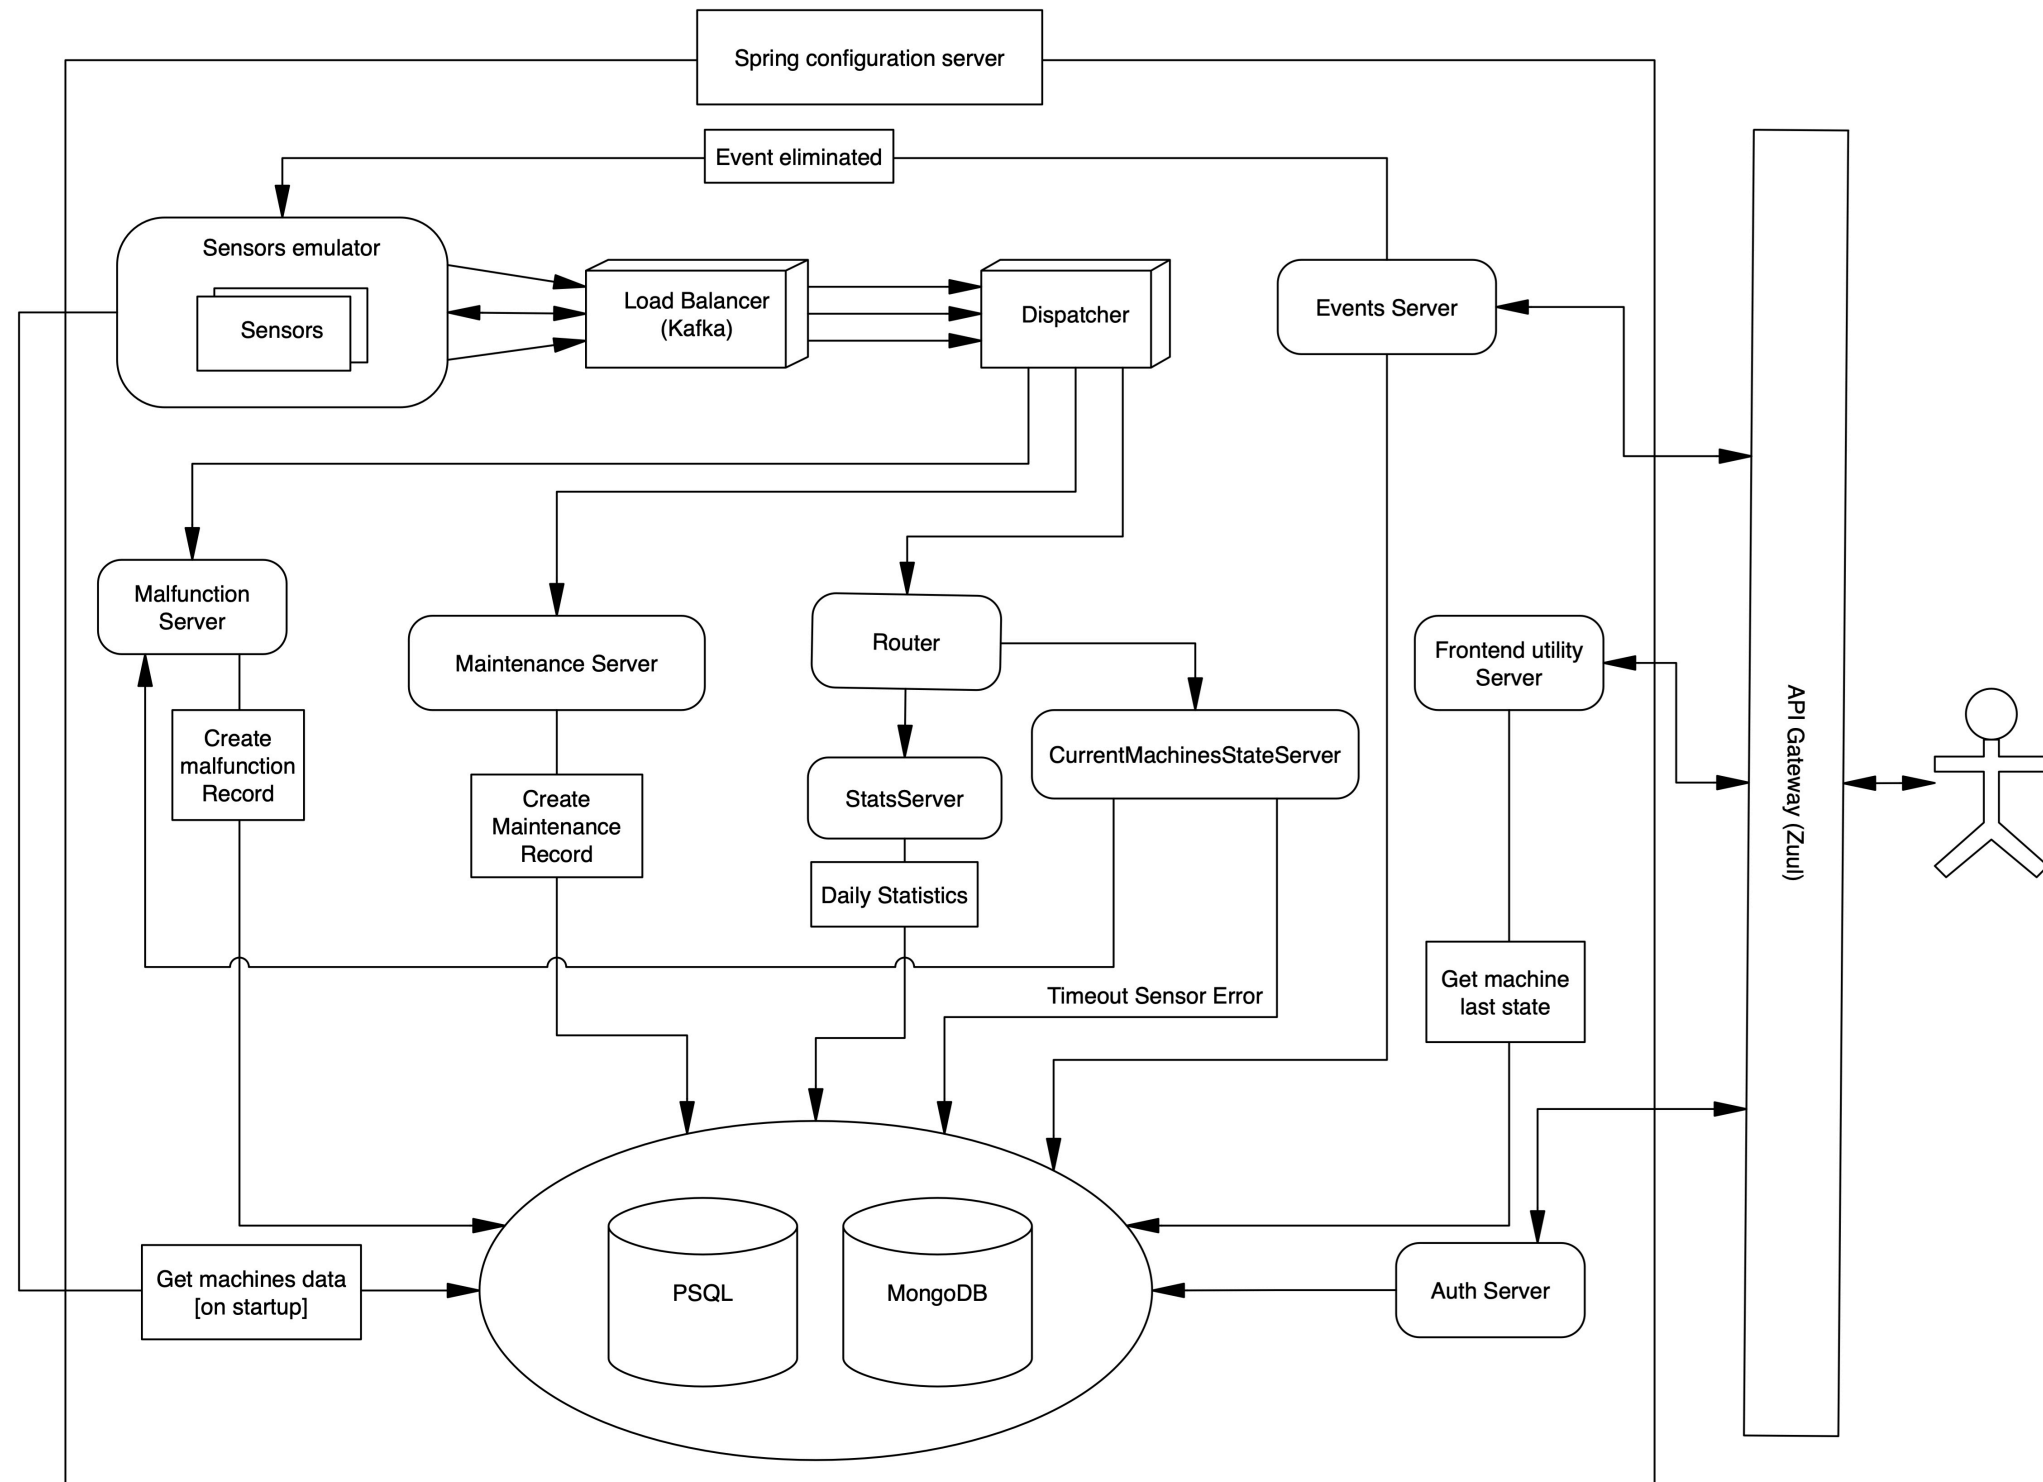 Spring configuration server
Event eliminated
Sensors emulator
Sensors
Load Balancer
(Kafka)
Dispatcher
Events Server
Malfunction
Server
Maintenance Server
Router
Frontend utility
Server
Create
malfunction
Record
CurrentMachinesStateServer
Create
Maintenance
Record
StatsServer
Daily Statistics
API Gateway (Zuul)
Timeout Sensor Error
Get machine
last state
Get machines data
[on startup]
PSQL
MongoDB
Auth Server